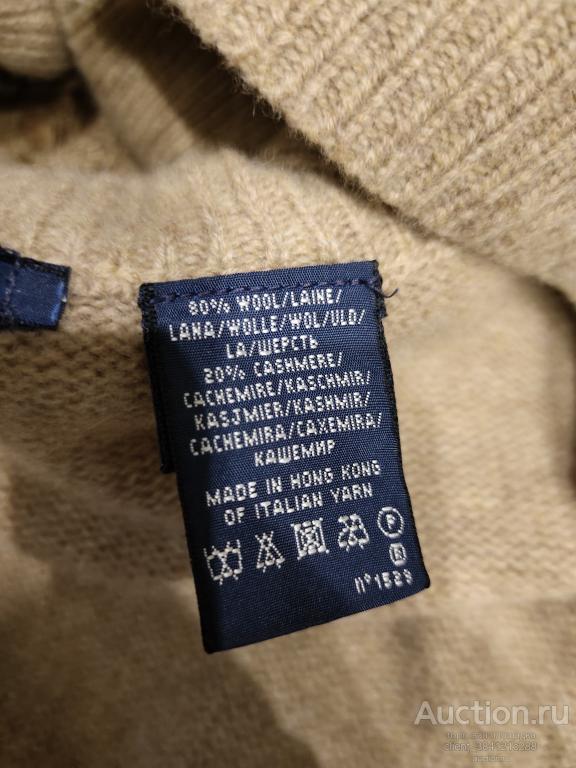 80% WOOL/LAINE/
LANA/WOLLE/WOL/ULD/
LA/ШЕРСТЬ
20% CASHMERE/
CACHEMIRE/KASCHMIR/
KASJMIER/KASHMIR/
CACHEMIRA/CAXEMIRA/
КАШЕМИР
MADE IN HONG KONG
OF ITALIAN YARN
P
n°1529
Auction.ru